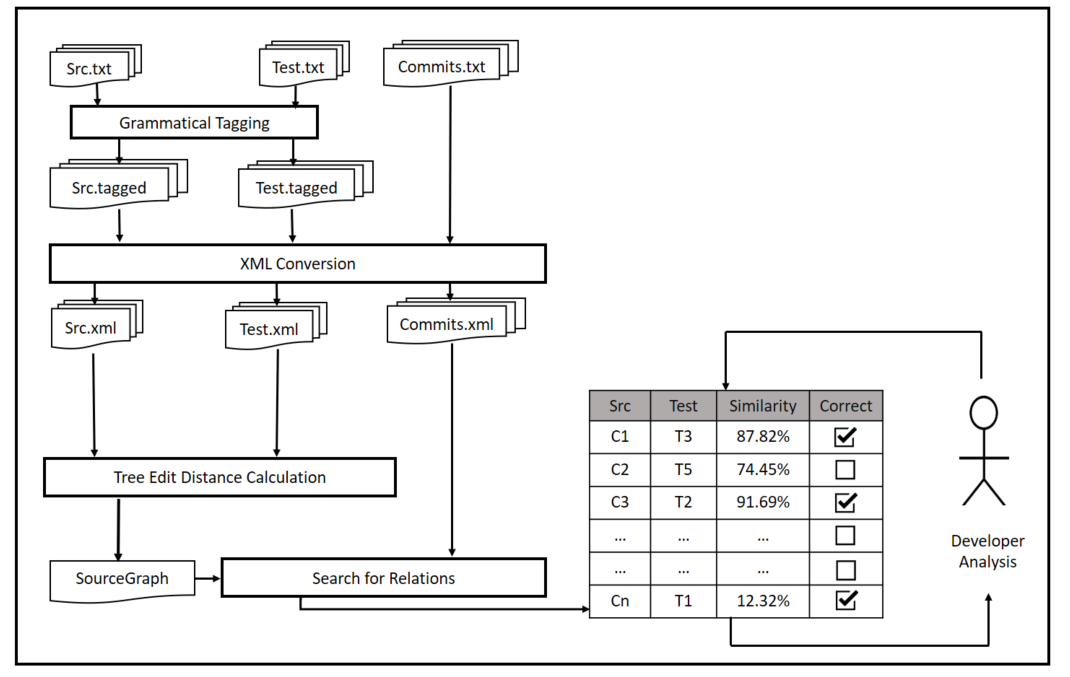 Src.txt
Test.txt
Commits.txt
Grammatical Tagging
Src.tagged
Test.tagged
XML Conversion
Src.xml
Test.xml
Commits.xml
Tree Edit Distance Calculation
SourceGraph
Search for Relations
Src Test Similarity Correct
C1 T3 87.82%
C2 T5 74.45%
C3 T2 91.69%
... ... ...
... ... ...
Cn T1 12.32%
Developer
Analysis